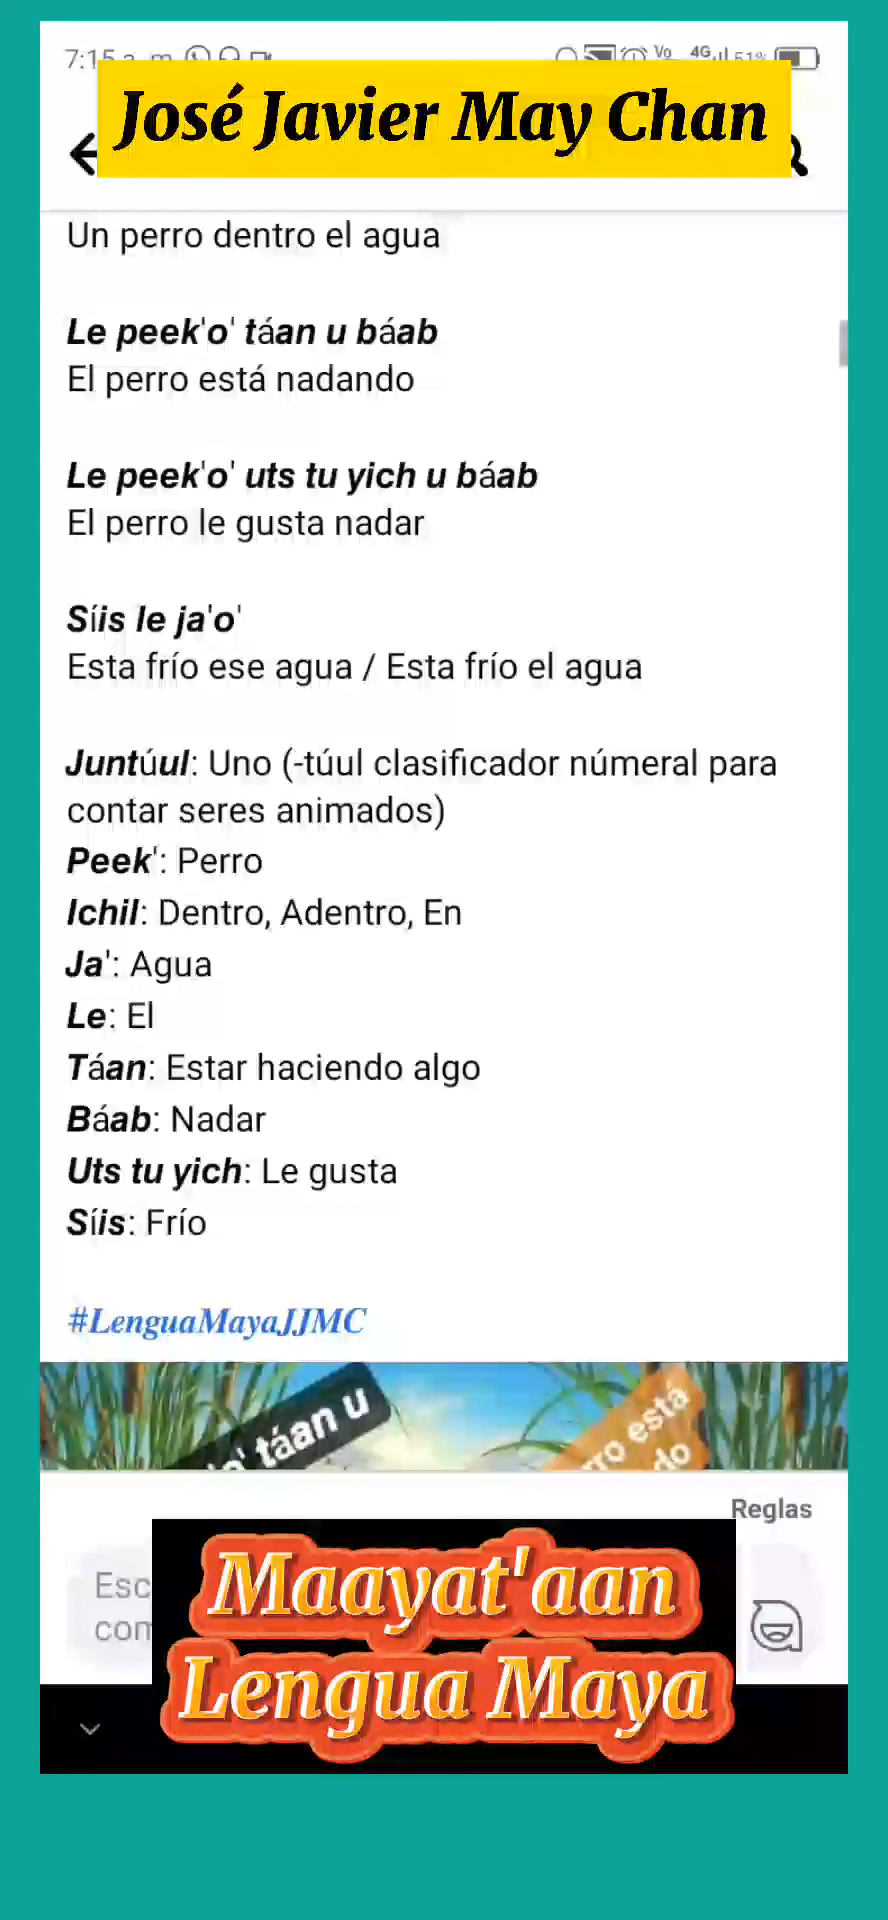 José Javier May Chan
Un perro dentro el agua
Le peek'o' táan u báab
El perro está nadando
Le peek'o' uts tu yich u báab
El perro le gusta nadar
Síis le ja'o'
Esta frío ese agua / Esta frío el agua
Juntúul: Uno (-túul clasificador númeral para
contar seres animados)
Peek': Perro
Ichil: Dentro, Adentro, En
Ja': Agua
Le: El
Táan: Estar haciendo algo
Báab: Nadar
Uts tu yich: Le gusta
Síis: Frío
#LenguaMayaJJMC
táan u
está
Reglas
Maayat'aan
Lengua Maya